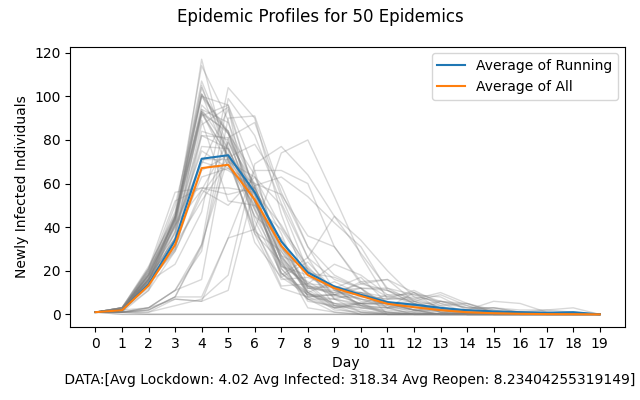 Epidemic Profiles for 50 Epidemics
Average of Running
Average of All
Newly Infected Individuals
120
100
80
60
40
20
0
0 1 2 3 4 5 6 7 8 9 10 11 12 13 14 15 16 17 18 19
Day
DATA:[Avg Lockdown: 4.02 Avg Infected: 318.34 Avg Reopen: 8.23404255319149]